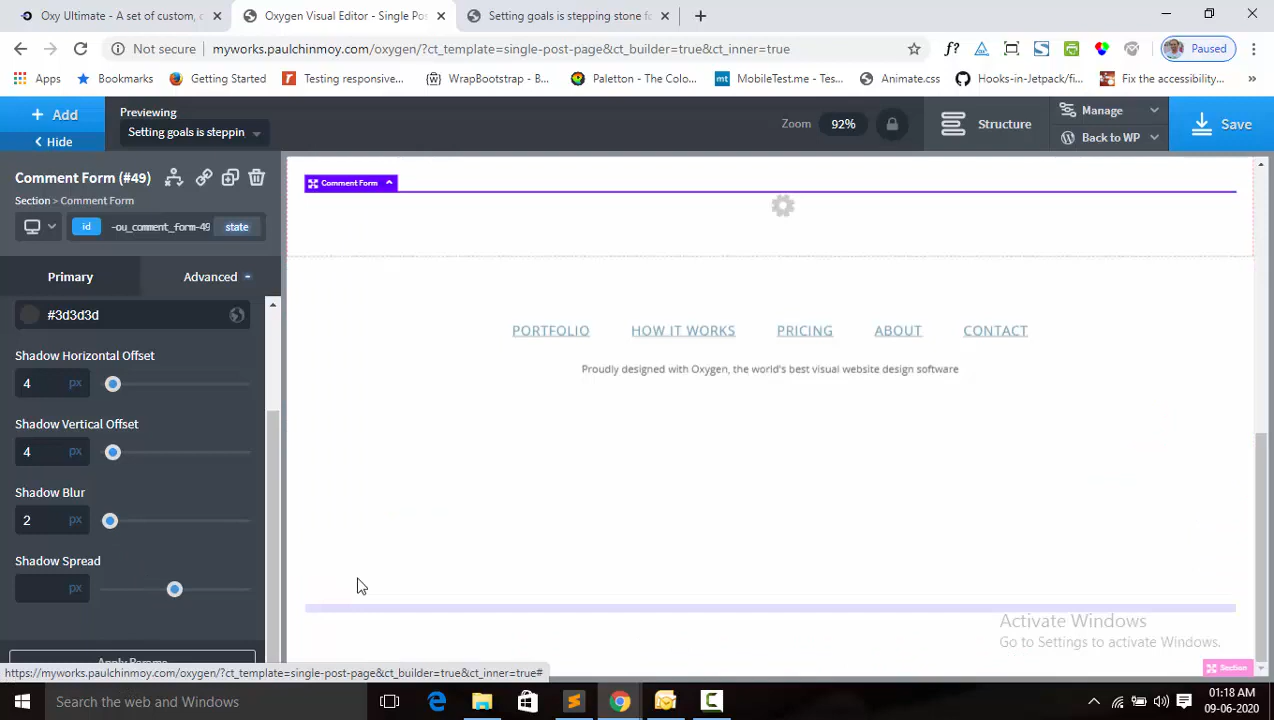 Oxy Ultimate - A set of custom, c
Oxygen Visual Editor - Single Pos
Setting goals is stepping stone fo
Not secure
myworks.paulchinmoy.com/oxygen/?ct_template=single-post-page&ct_builder=true&ct_inner=true
f?
Paused
Apps
Bookmarks
Getting Started
Testing responsive...
WrapBootstrap - B...
Paletton - The Colo...
mt
MobileTest.me - Tes...
Animate.css
Hooks-in-Jetpack/fi...
Fix the accessibility...
»
+ Add
Hide
Previewing
Setting goals is steppin
Zoom
92%
Structure
Manage
Back to WP
Save
Comment Form (#49)
Section > Comment Form
id
-ou_comment_form-49
state
Primary
Advanced
#3d3d3d
Shadow Horizontal Offset
4 px
Shadow Vertical Offset
4 px
Shadow Blur
2 px
Shadow Spread
px
Apply Params
Comment Form
PORTFOLIO
HOW IT WORKS
PRICING
ABOUT
CONTACT
Proudly designed with Oxygen, the world's best visual website design software
Activate Windows
Go to Settings to activate Windows.
Section
https://myworks.paulchinmoy.com/oxygen/?ct_template=single-post-page&ct_builder=true&ct_inner=true#
Search the web and Windows
01:18 AM
09-06-2020